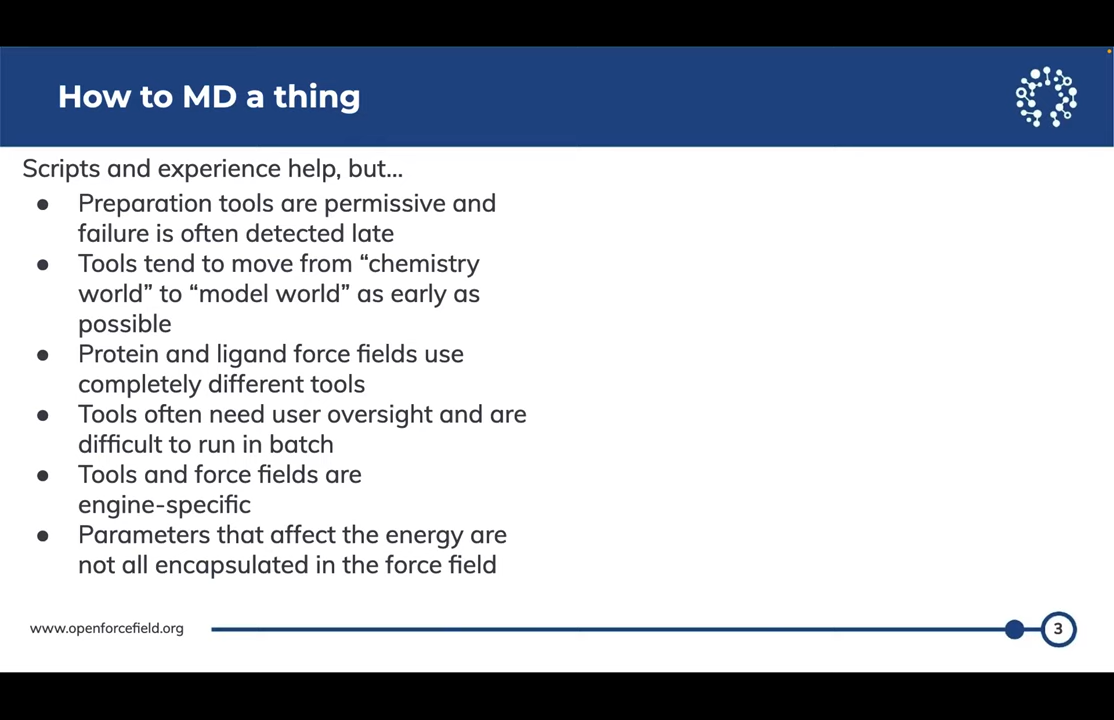 How to MD a thing
Scripts and experience help, but...
● Preparation tools are permissive and
failure is often detected late
● Tools tend to move from “chemistry
world” to “model world” as early as
possible
● Protein and ligand force fields use
completely different tools
● Tools often need user oversight and are
difficult to run in batch
● Tools and force fields are
engine-specific
● Parameters that affect the energy are
not all encapsulated in the force field
www.openforcefield.org
3